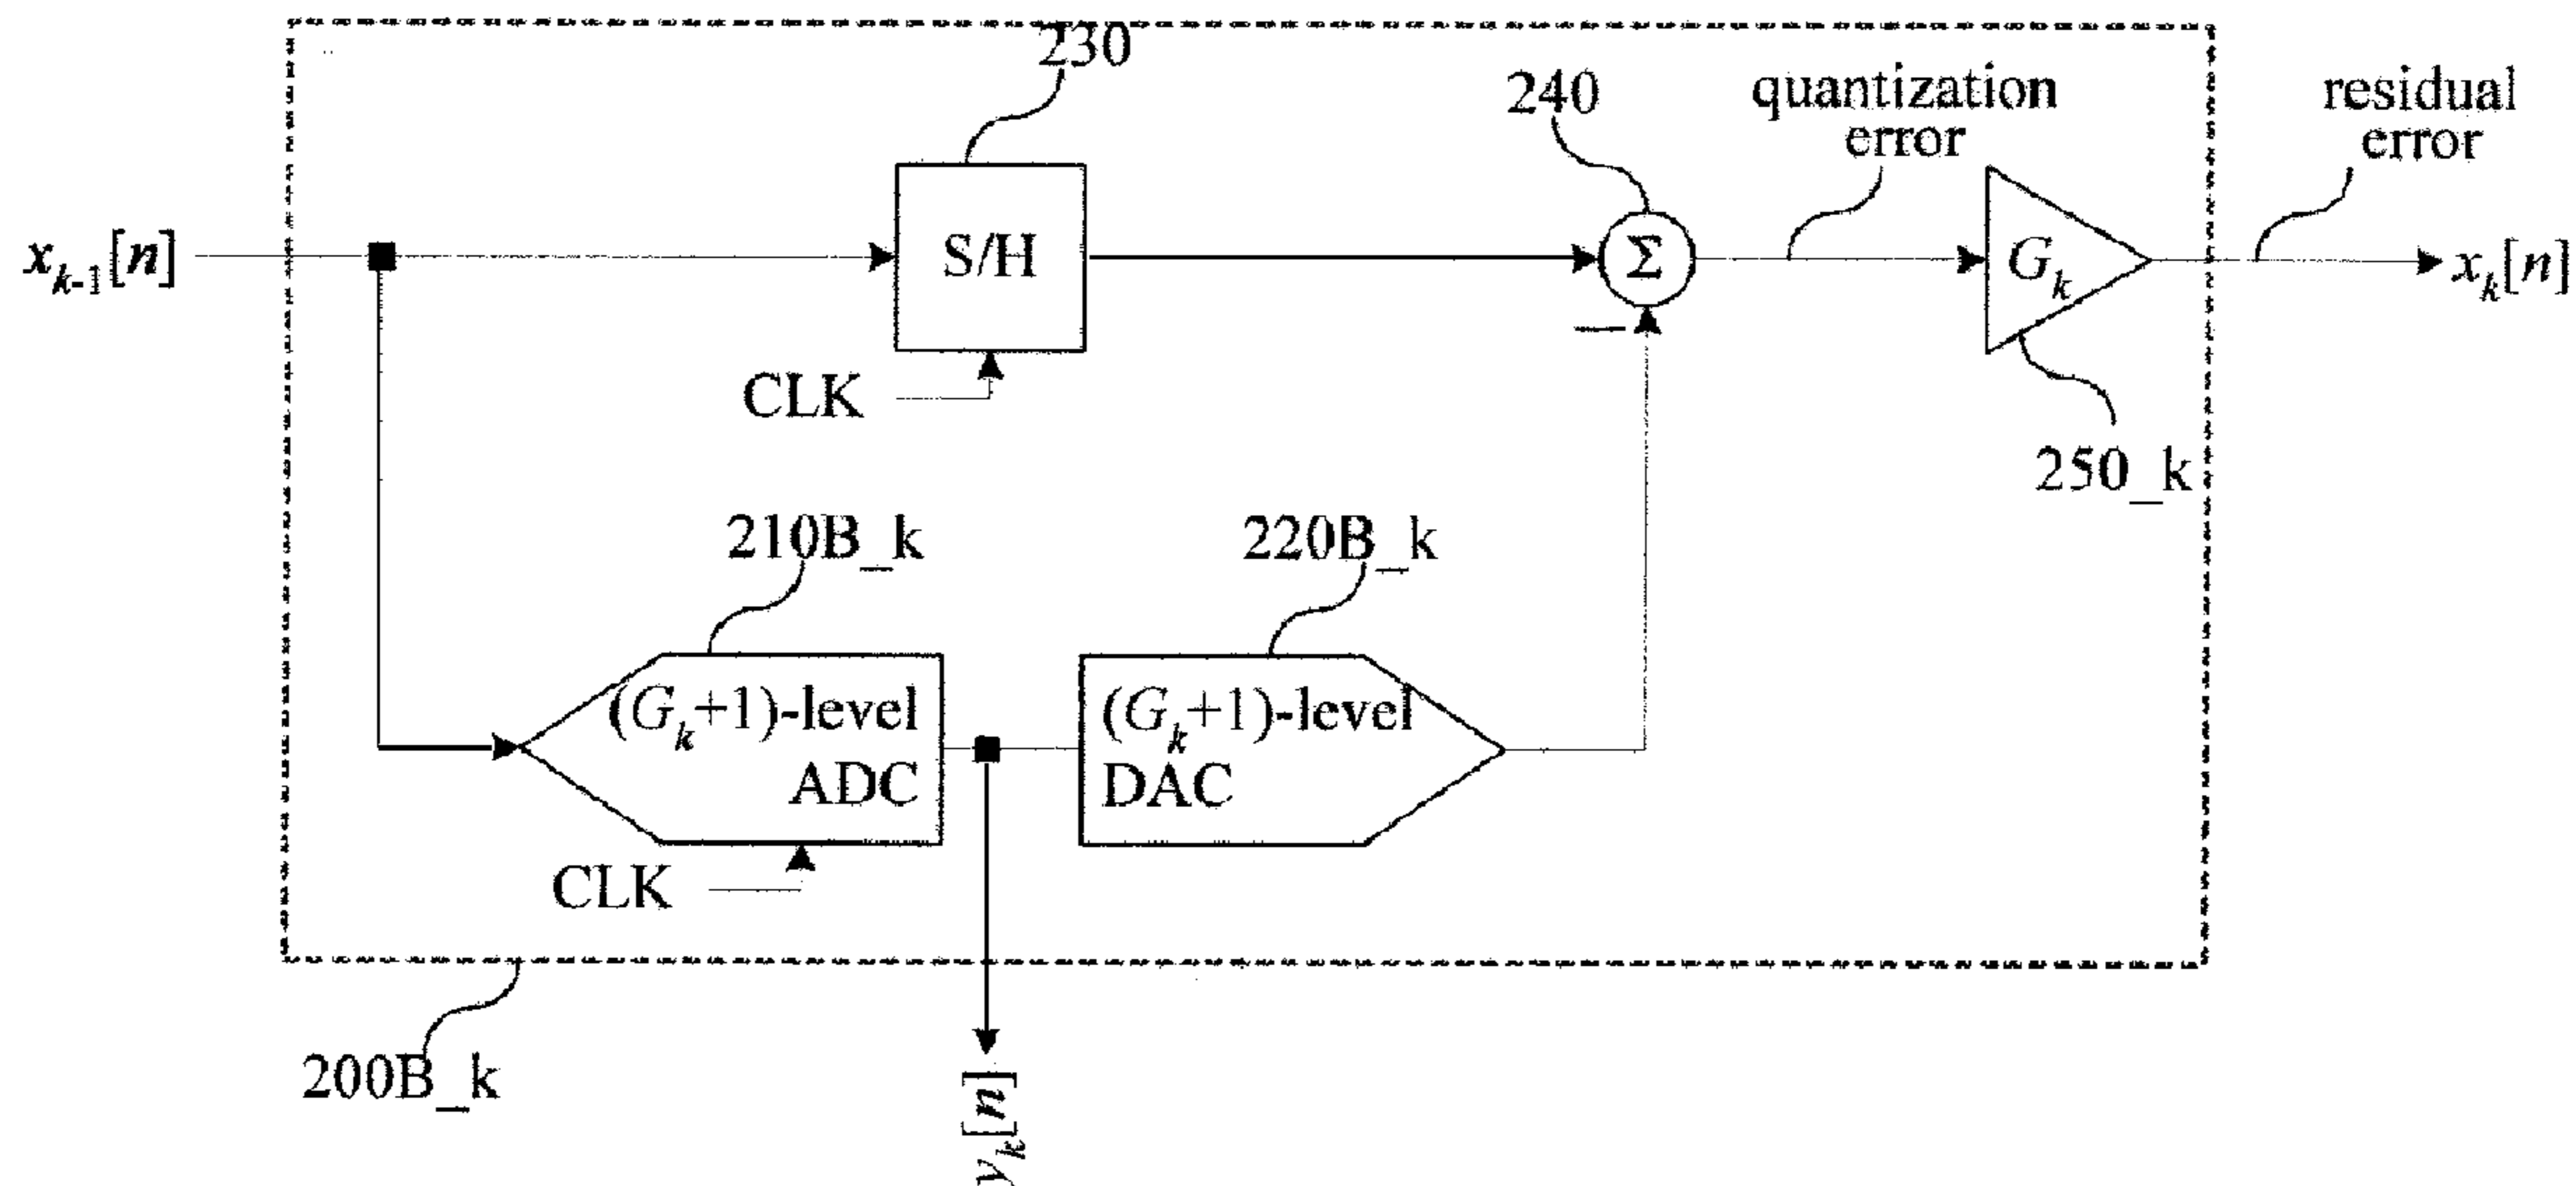 230
240
quantization
error
residual
error
x_{k-1}[n]
S/H
Σ
G_k
x_k[n]
CLK
–
250_k
210B_k
220B_k
(G_k+1)-level
ADC
(G_k+1)-level
DAC
CLK
200B_k
y_k[n]